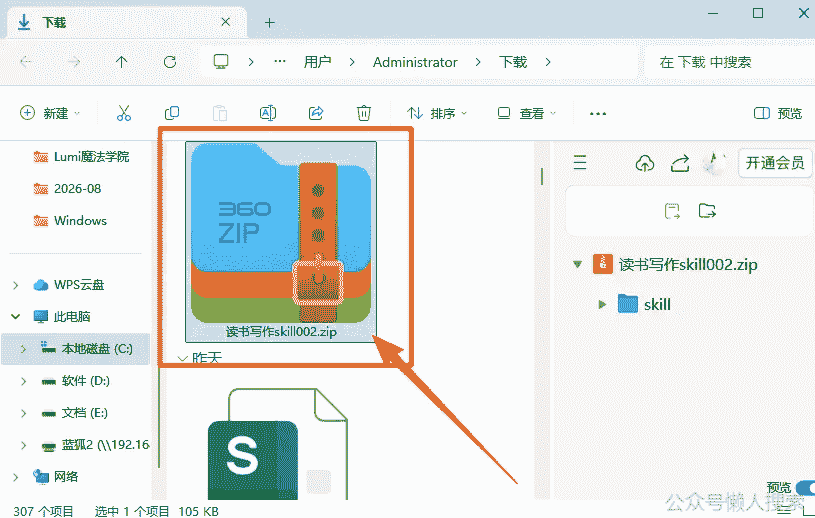 下载
用户
Administrator
下载
在 下载 中搜索
新建
排序
查看
预览
Lumi魔法学院
2026-08
Windows
WPS云盘
此电脑
本地磁盘 (C:)
软件 (D:)
文档 (E:)
蓝狐2 (\\192.16
网络
360
ZIP
读书写作skill002.zip
昨天
S
开通会员
读书写作skill002.zip
skill
预览
公众号懒人搜索
307 个项目
选中 1 个项目 105 KB